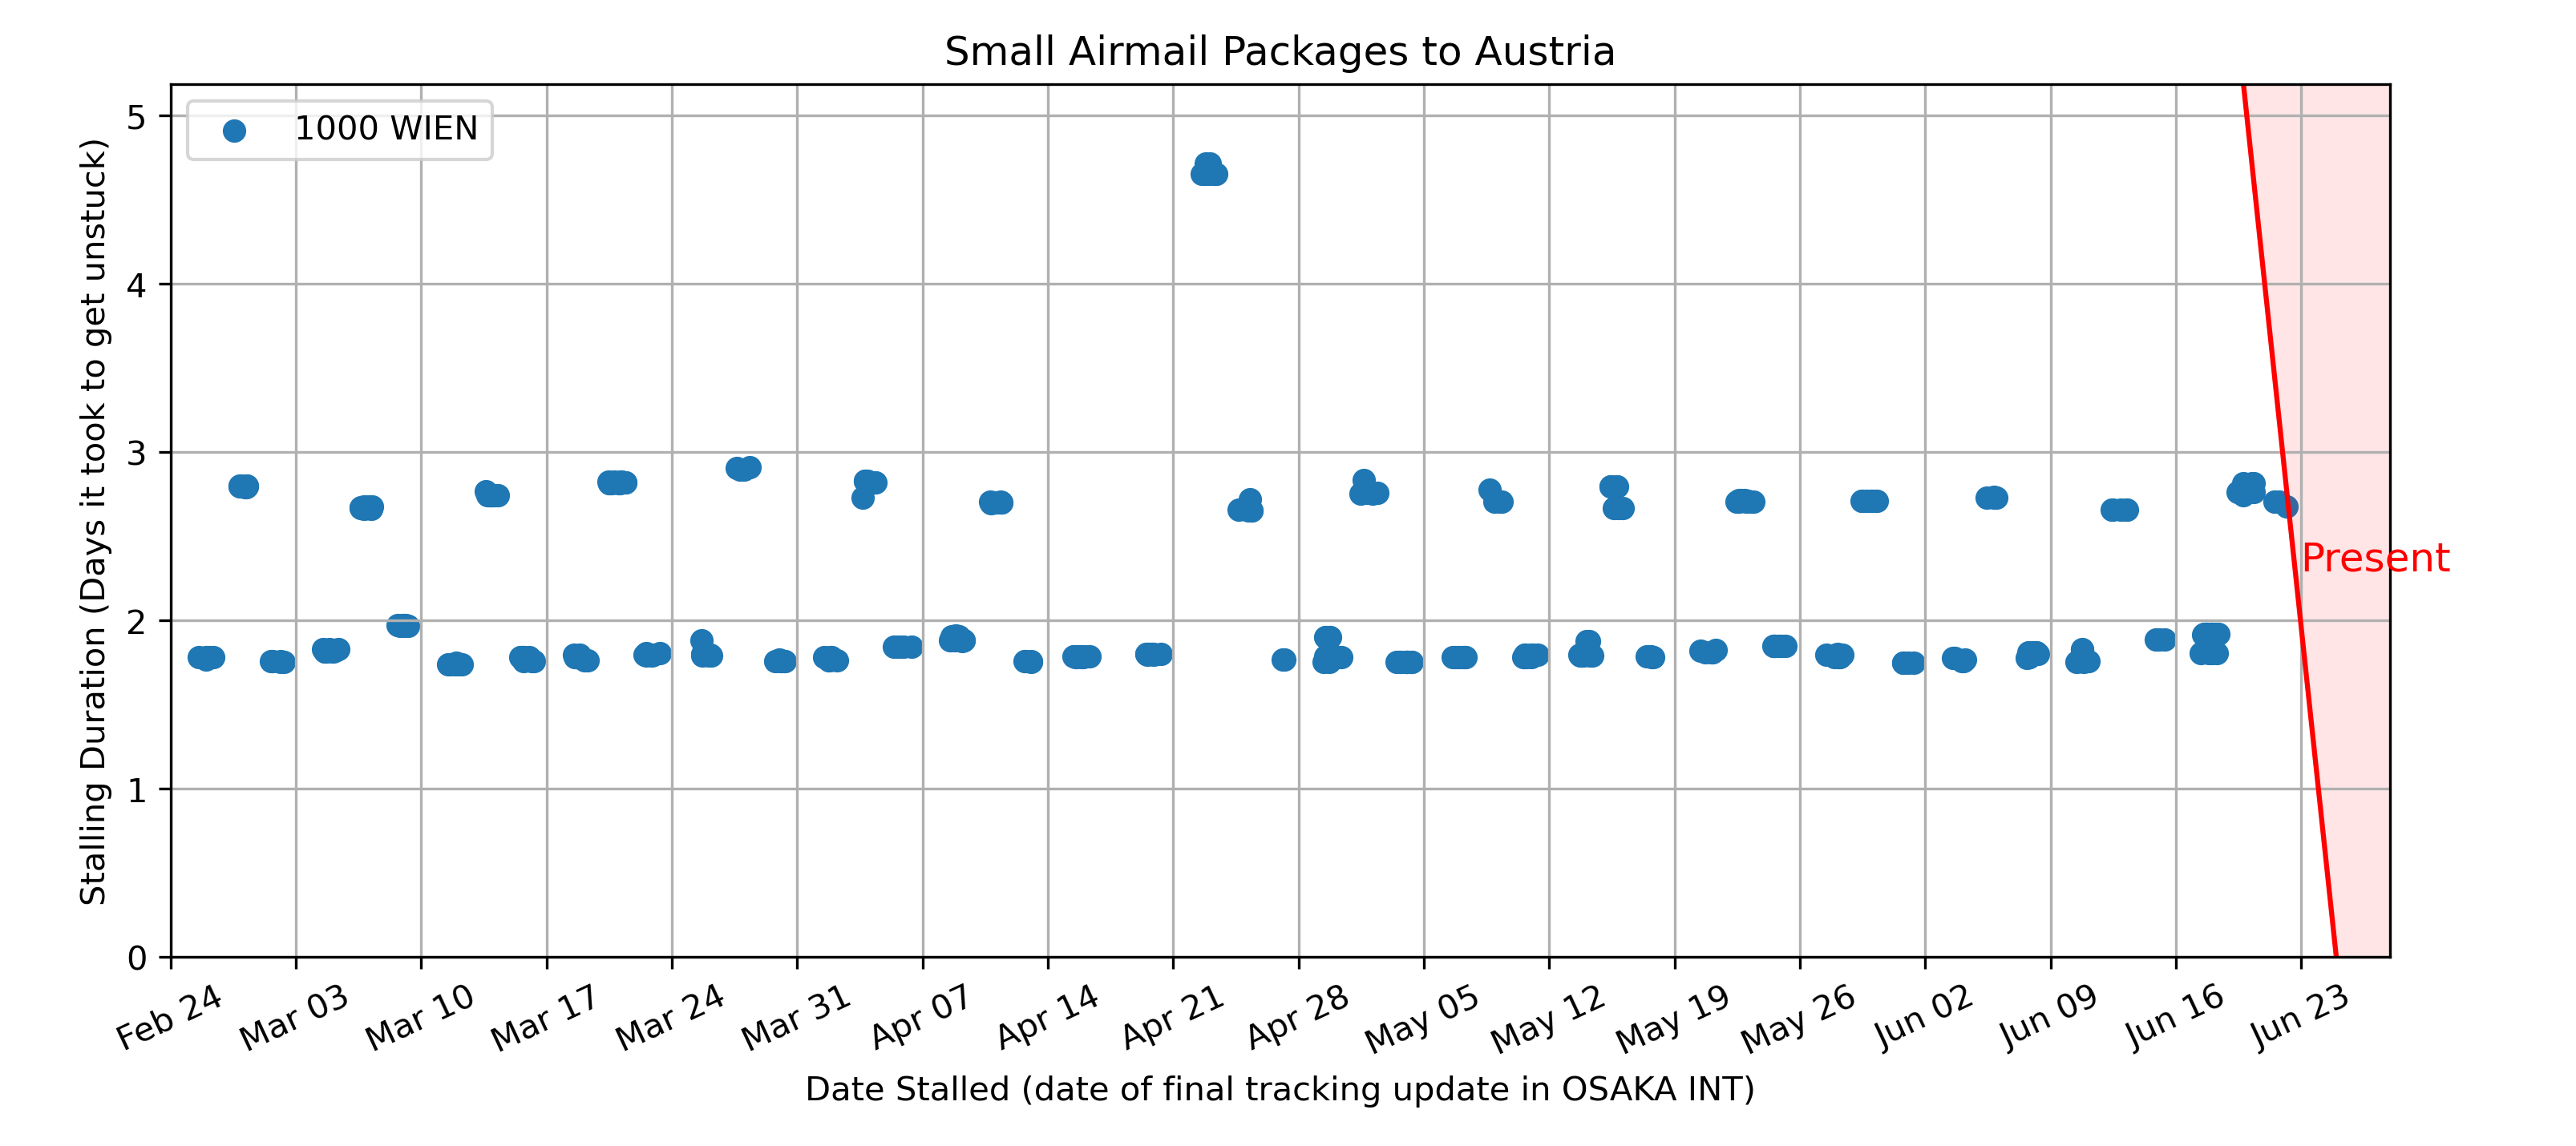 Small Airmail Packages to Austria
1000 WIEN
Stalling Duration (Days it took to get unstuck)
5
4
3
2
1
0
Present
Feb 24
Mar 03
Mar 10
Mar 17
Mar 24
Mar 31
Apr 07
Apr 14
Apr 21
Apr 28
May 05
May 12
May 19
May 26
Jun 02
Jun 09
Jun 16
Jun 23
Date Stalled (date of final tracking update in OSAKA INT)